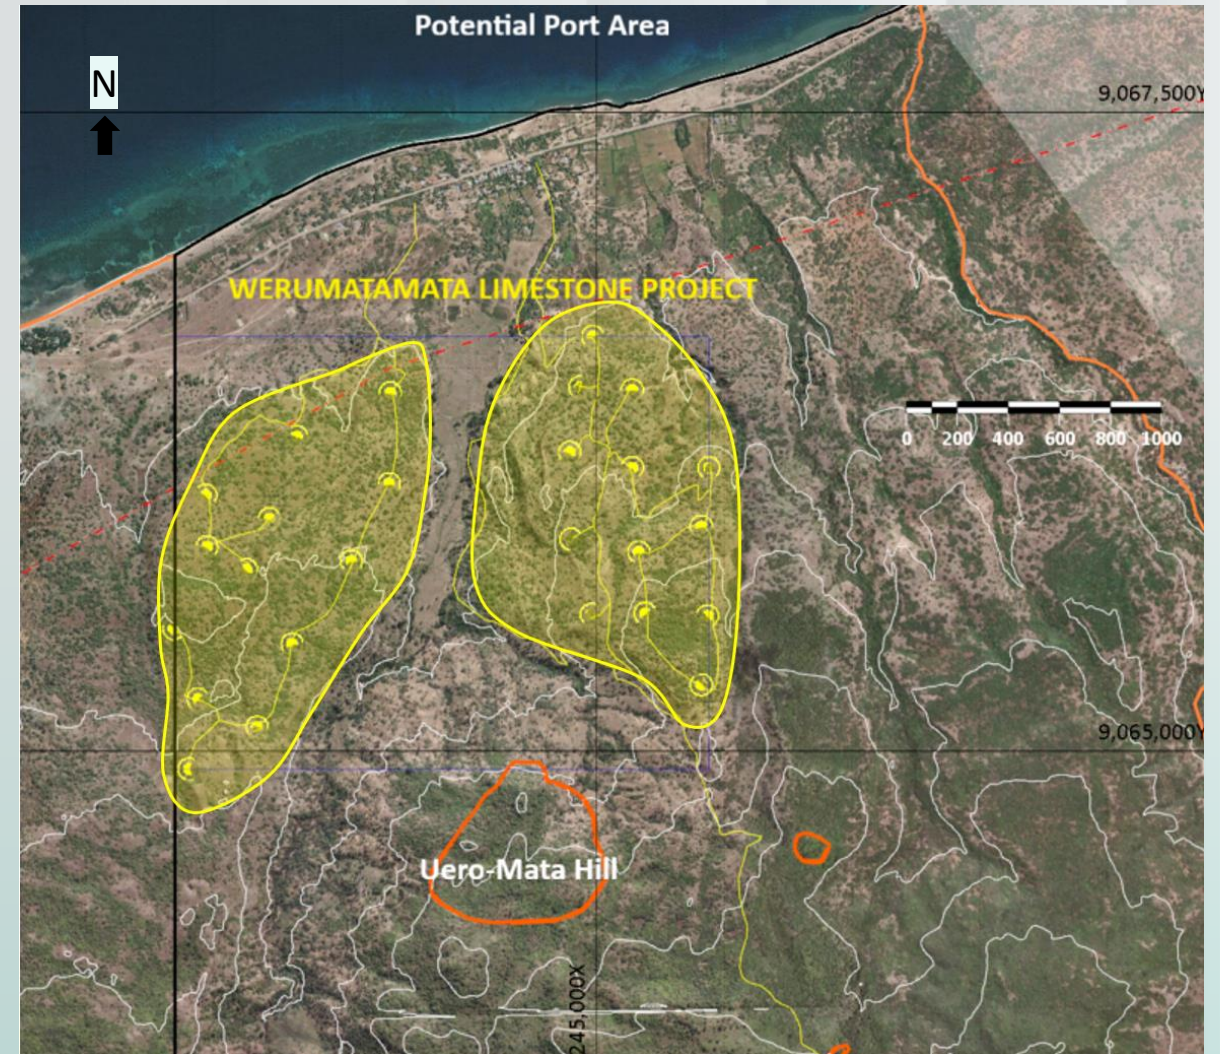 Potential Port Area
N
9,067,500Y
WERUMATAMATA LIMESTONE PROJECT
0 200 400 600 800 1000
9,065,000Y
Uero-Mata Hill
245,000X